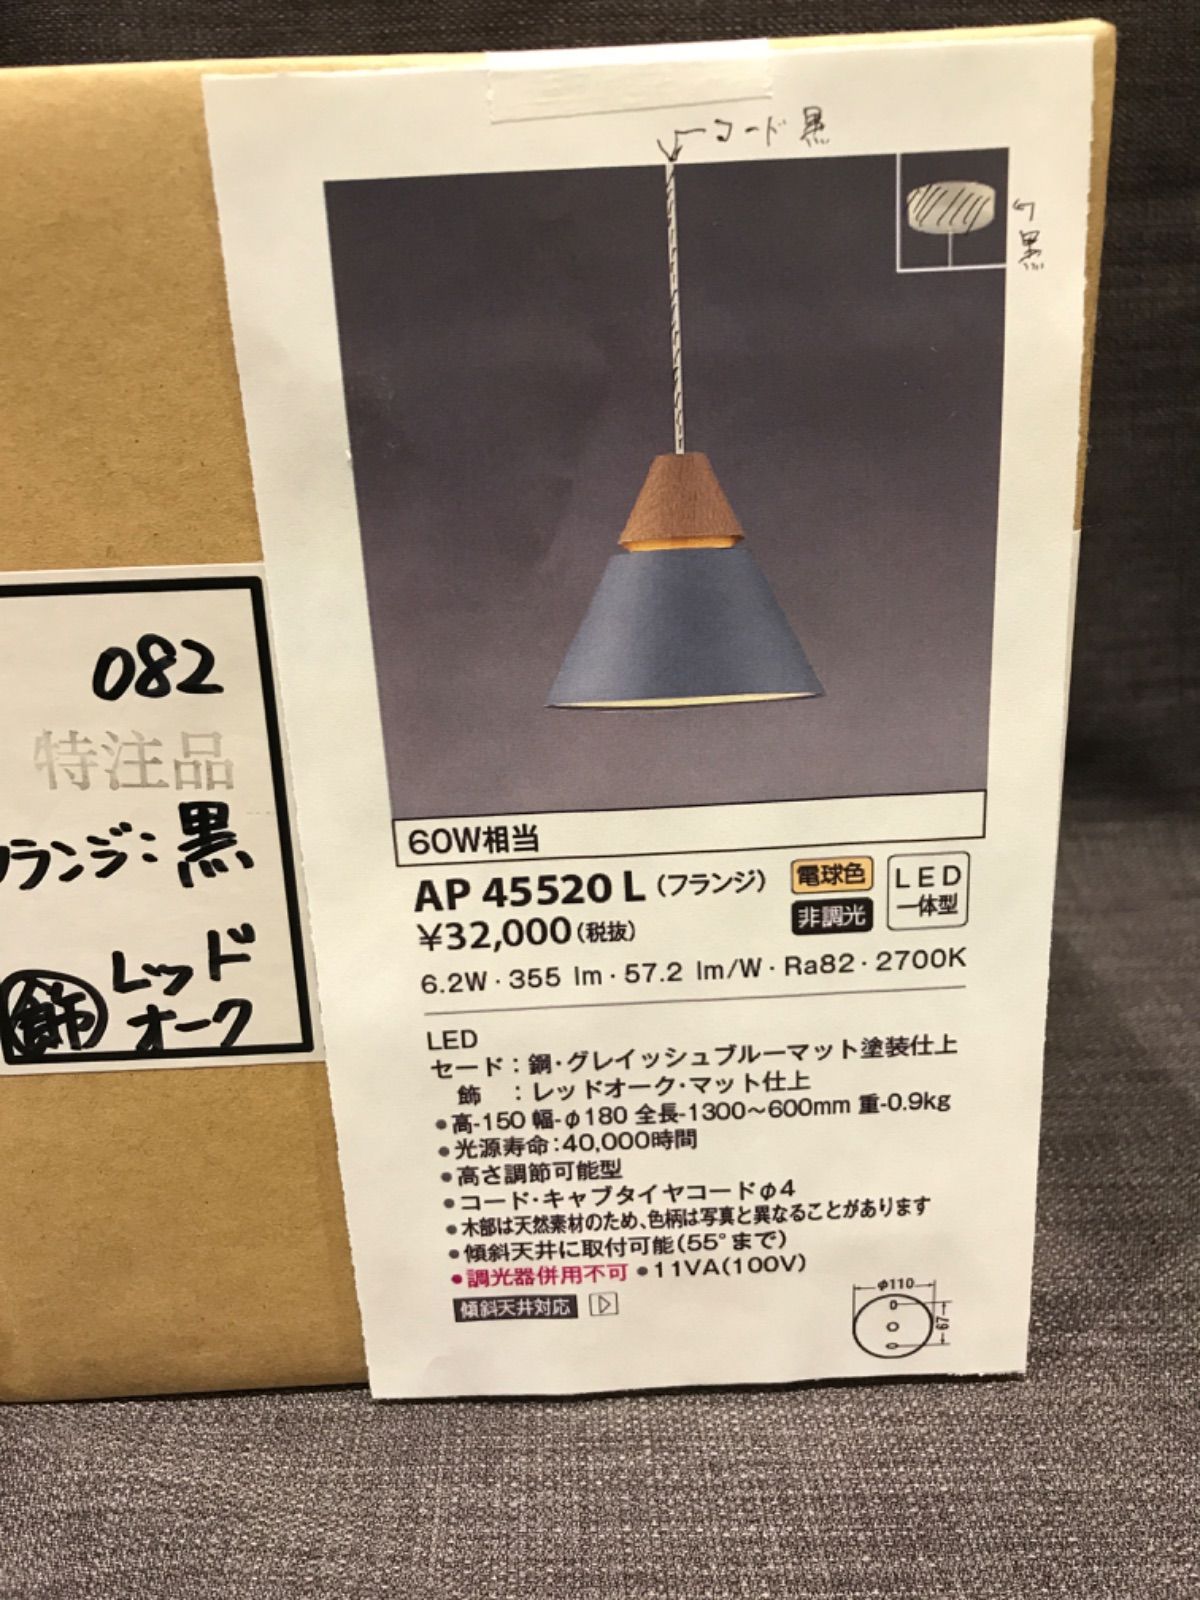 コード 黒
黒
60W相当
AP 45520 L (フランジ)
電球色
非調光
LED
一体型
¥32,000(税抜)
6.2W・355 lm・57.2 lm/W・Ra82・2700K
LED
セード：鋼・グレイッシュブルーマット塗装仕上
飾　：レッドオーク・マット仕上
●高-150 幅-φ180 全長-1300〜600mm 重-0.9kg
●光源寿命：40,000時間
●高さ調節可能型
●コード・キャブタイヤコードφ4
●木部は天然素材のため、色柄は写真と異なることがあります
●傾斜天井に取付可能(55°まで)
●調光器併用不可 ●11VA(100V)
傾斜天井対応
φ110
67
082
特注品
フランジ：黒
飾 レッド
オーク